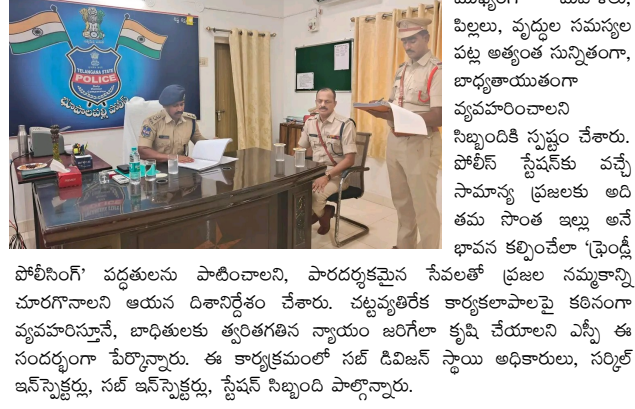 TELANGANA STATE
POLICE
పిల్లలు, వృద్ధుల సమస్యల
పట్ల అత్యంత సున్నితంగా,
బాధ్యతాయుతంగా
వ్యవహరించాలని
సిబ్బందికి స్పష్టం చేశారు.
పోలీస్ స్టేషన్‌కు వచ్చే
సామాన్య ప్రజలకు అది
తమ సొంత ఇల్లు అనే
భావన కల్పించేలా ‘ఫ్రెండ్లీ
పోలీసింగ్’ పద్ధతులను పాటించాలని, పారదర్శకమైన సేవలతో ప్రజల నమ్మకాన్ని
చూరగొనాలని ఆయన దిశానిర్దేశం చేశారు. చట్టవ్యతిరేక కార్యకలాపాలపై కఠినంగా
వ్యవహరిస్తూనే, బాధితులకు త్వరితగతిన న్యాయం జరిగేలా కృషి చేయాలని ఎస్పీ ఈ
సందర్భంగా పేర్కొన్నారు. ఈ కార్యక్రమంలో సబ్ డివిజన్ స్థాయి అధికారులు, సర్కిల్
ఇన్‌స్పెక్టర్లు, సబ్ ఇన్‌స్పెక్టర్లు, స్టేషన్ సిబ్బంది పాల్గొన్నారు.